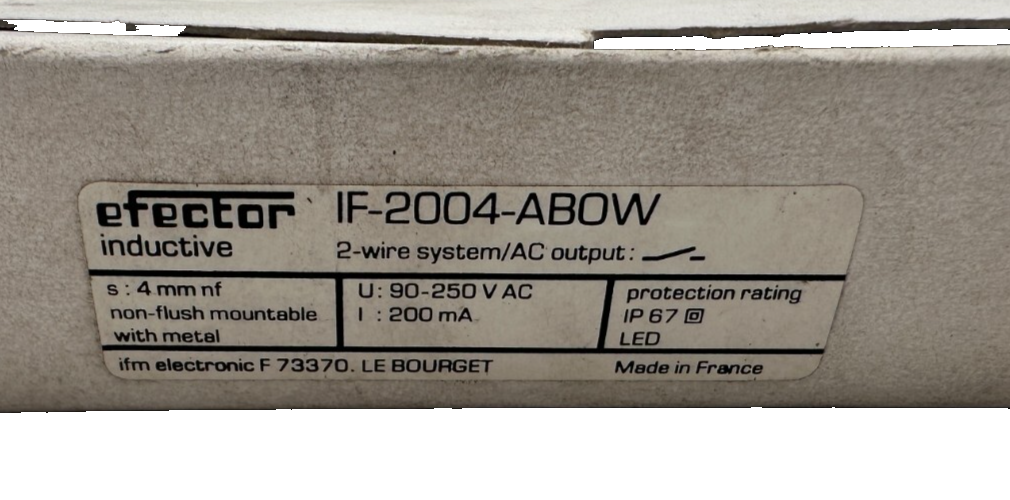 efector IF-2004-ABOW
inductive 2-wire system/AC output:
s : 4 mm nf
non-flush mountable
with metal
U: 90-250 V AC
I : 200 mA
protection rating
IP 67
LED
ifm electronic F 73370. LE BOURGET Made in France